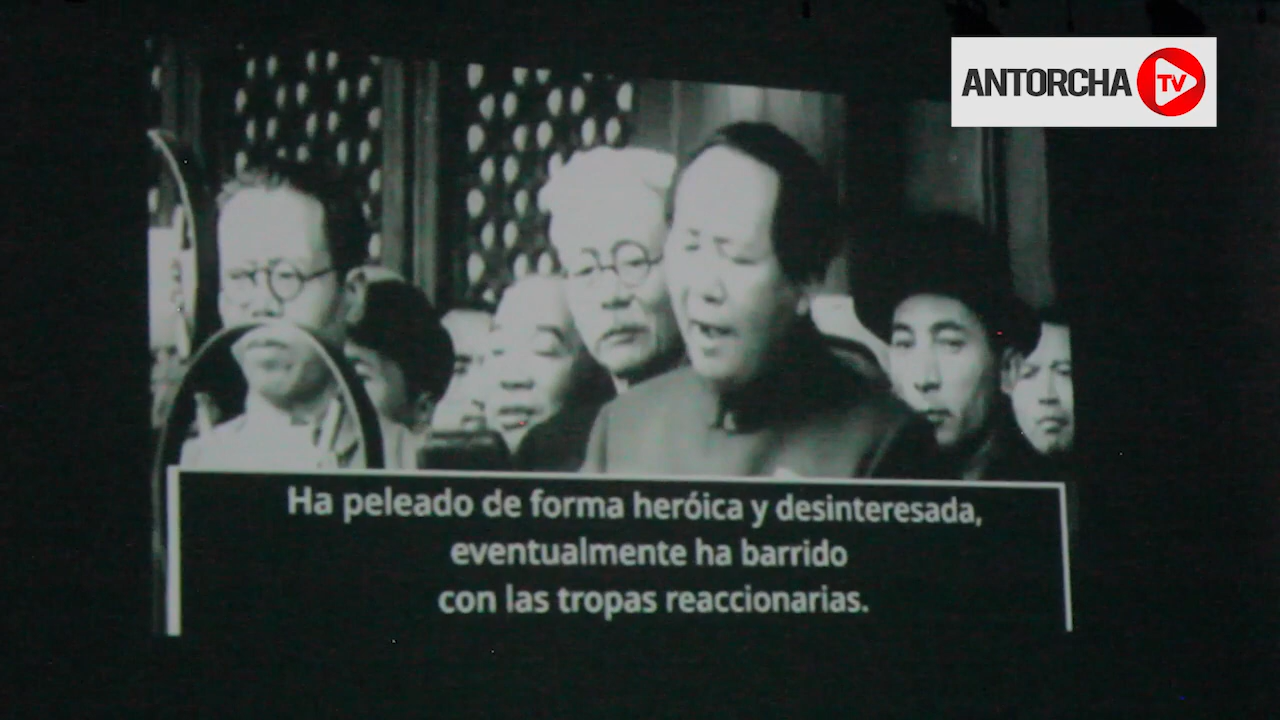 ANTORCHA TV
Ha peleado de forma heróica y desinteresada,
eventualmente ha barrido
con las tropas reaccionarias.